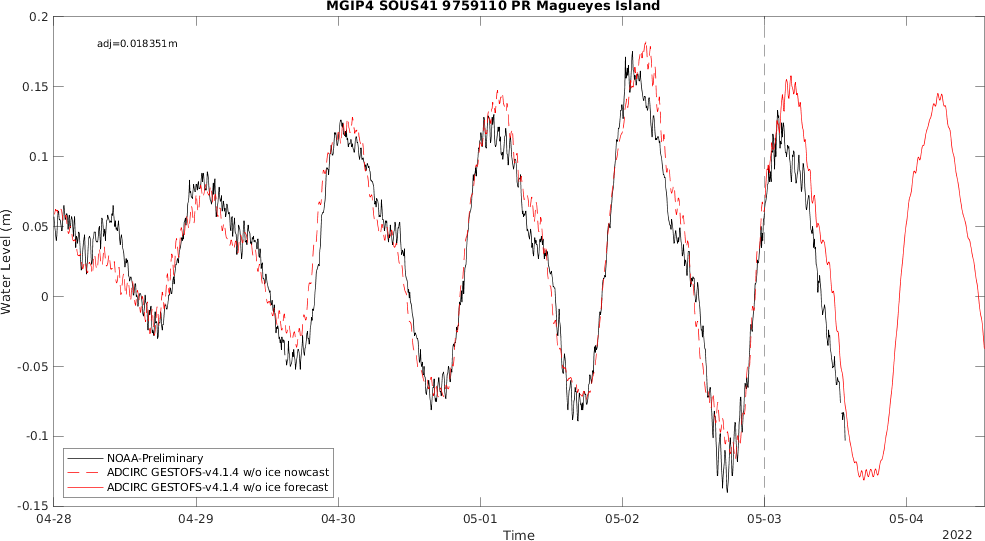 MGIP4 SOUS41 9759110 PR Magueyes Island
adj=0.018351m
Water Level (m)
0.2
0.15
0.1
0.05
0
-0.05
-0.1
-0.15
NOAA-Preliminary
ADCIRC GESTOFS-v4.1.4 w/o ice nowcast
ADCIRC GESTOFS-v4.1.4 w/o ice forecast
04-28 04-29 04-30 05-01 05-02 05-03 05-04
Time
2022